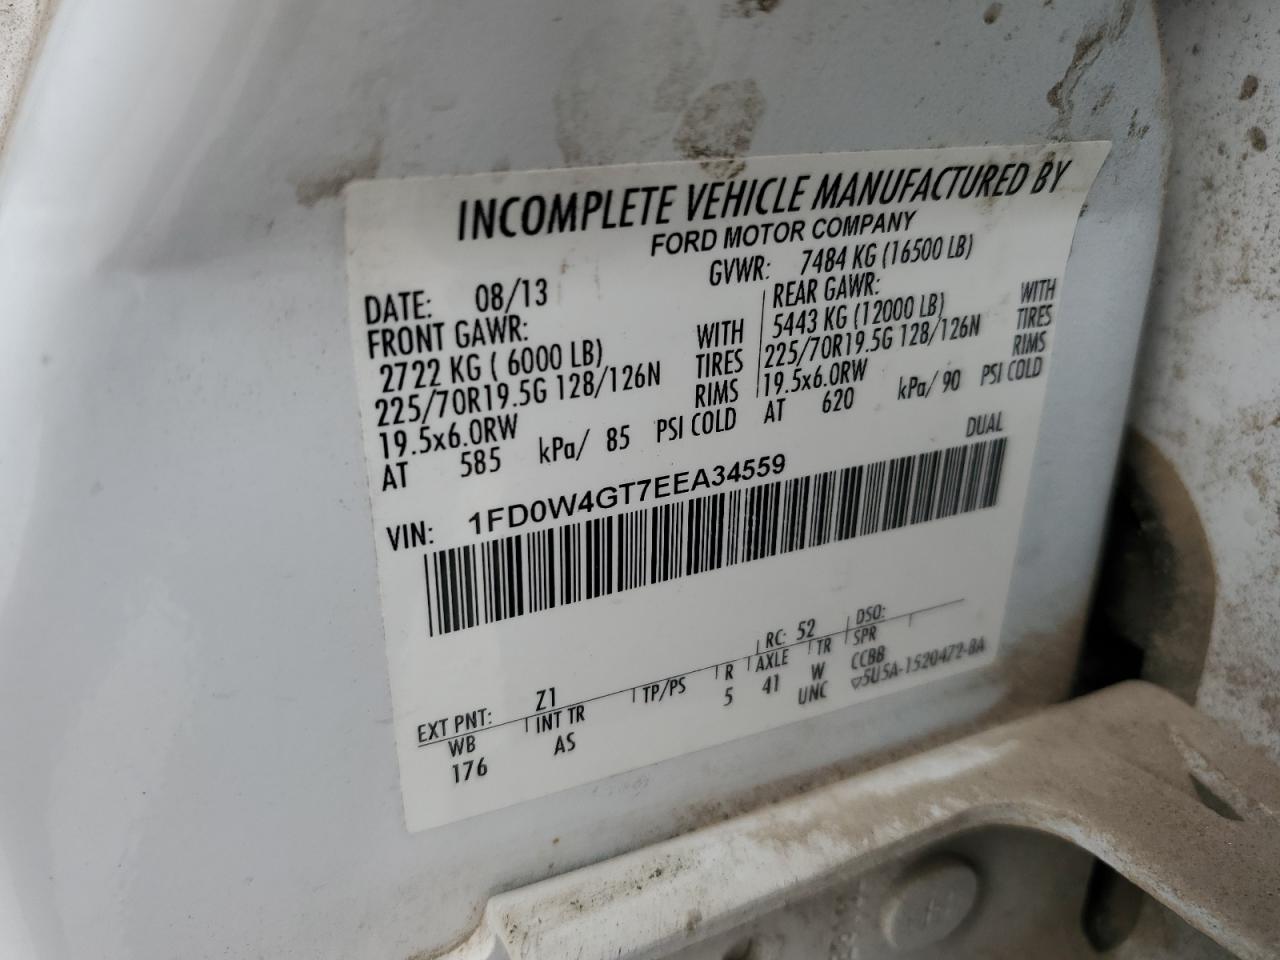 INCOMPLETE VEHICLE MANUFACTURED BY
FORD MOTOR COMPANY
DATE: 08/13 GVWR: 7484 KG (16500 LB)
FRONT GAWR: REAR GAWR:
2722 KG ( 6000 LB) WITH 5443 KG (12000 LB) WITH
225/70R19.5G 128/126N TIRES 225/70R19.5G 128/126N TIRES
19.5x6.0RW RIMS 19.5x6.0RW RIMS
AT 585 kPa/ 85 PSI COLD AT 620 kPa/ 90 PSI COLD
DUAL
VIN: 1FD0W4GT7EEA34559
EXT PNT: Z1 RC: 52 DSO:
WB INT TR TP/PS R AXLE TR SPR
176 AS 5 41 W CCBB
UNC ▽5U5A-1520472-BA